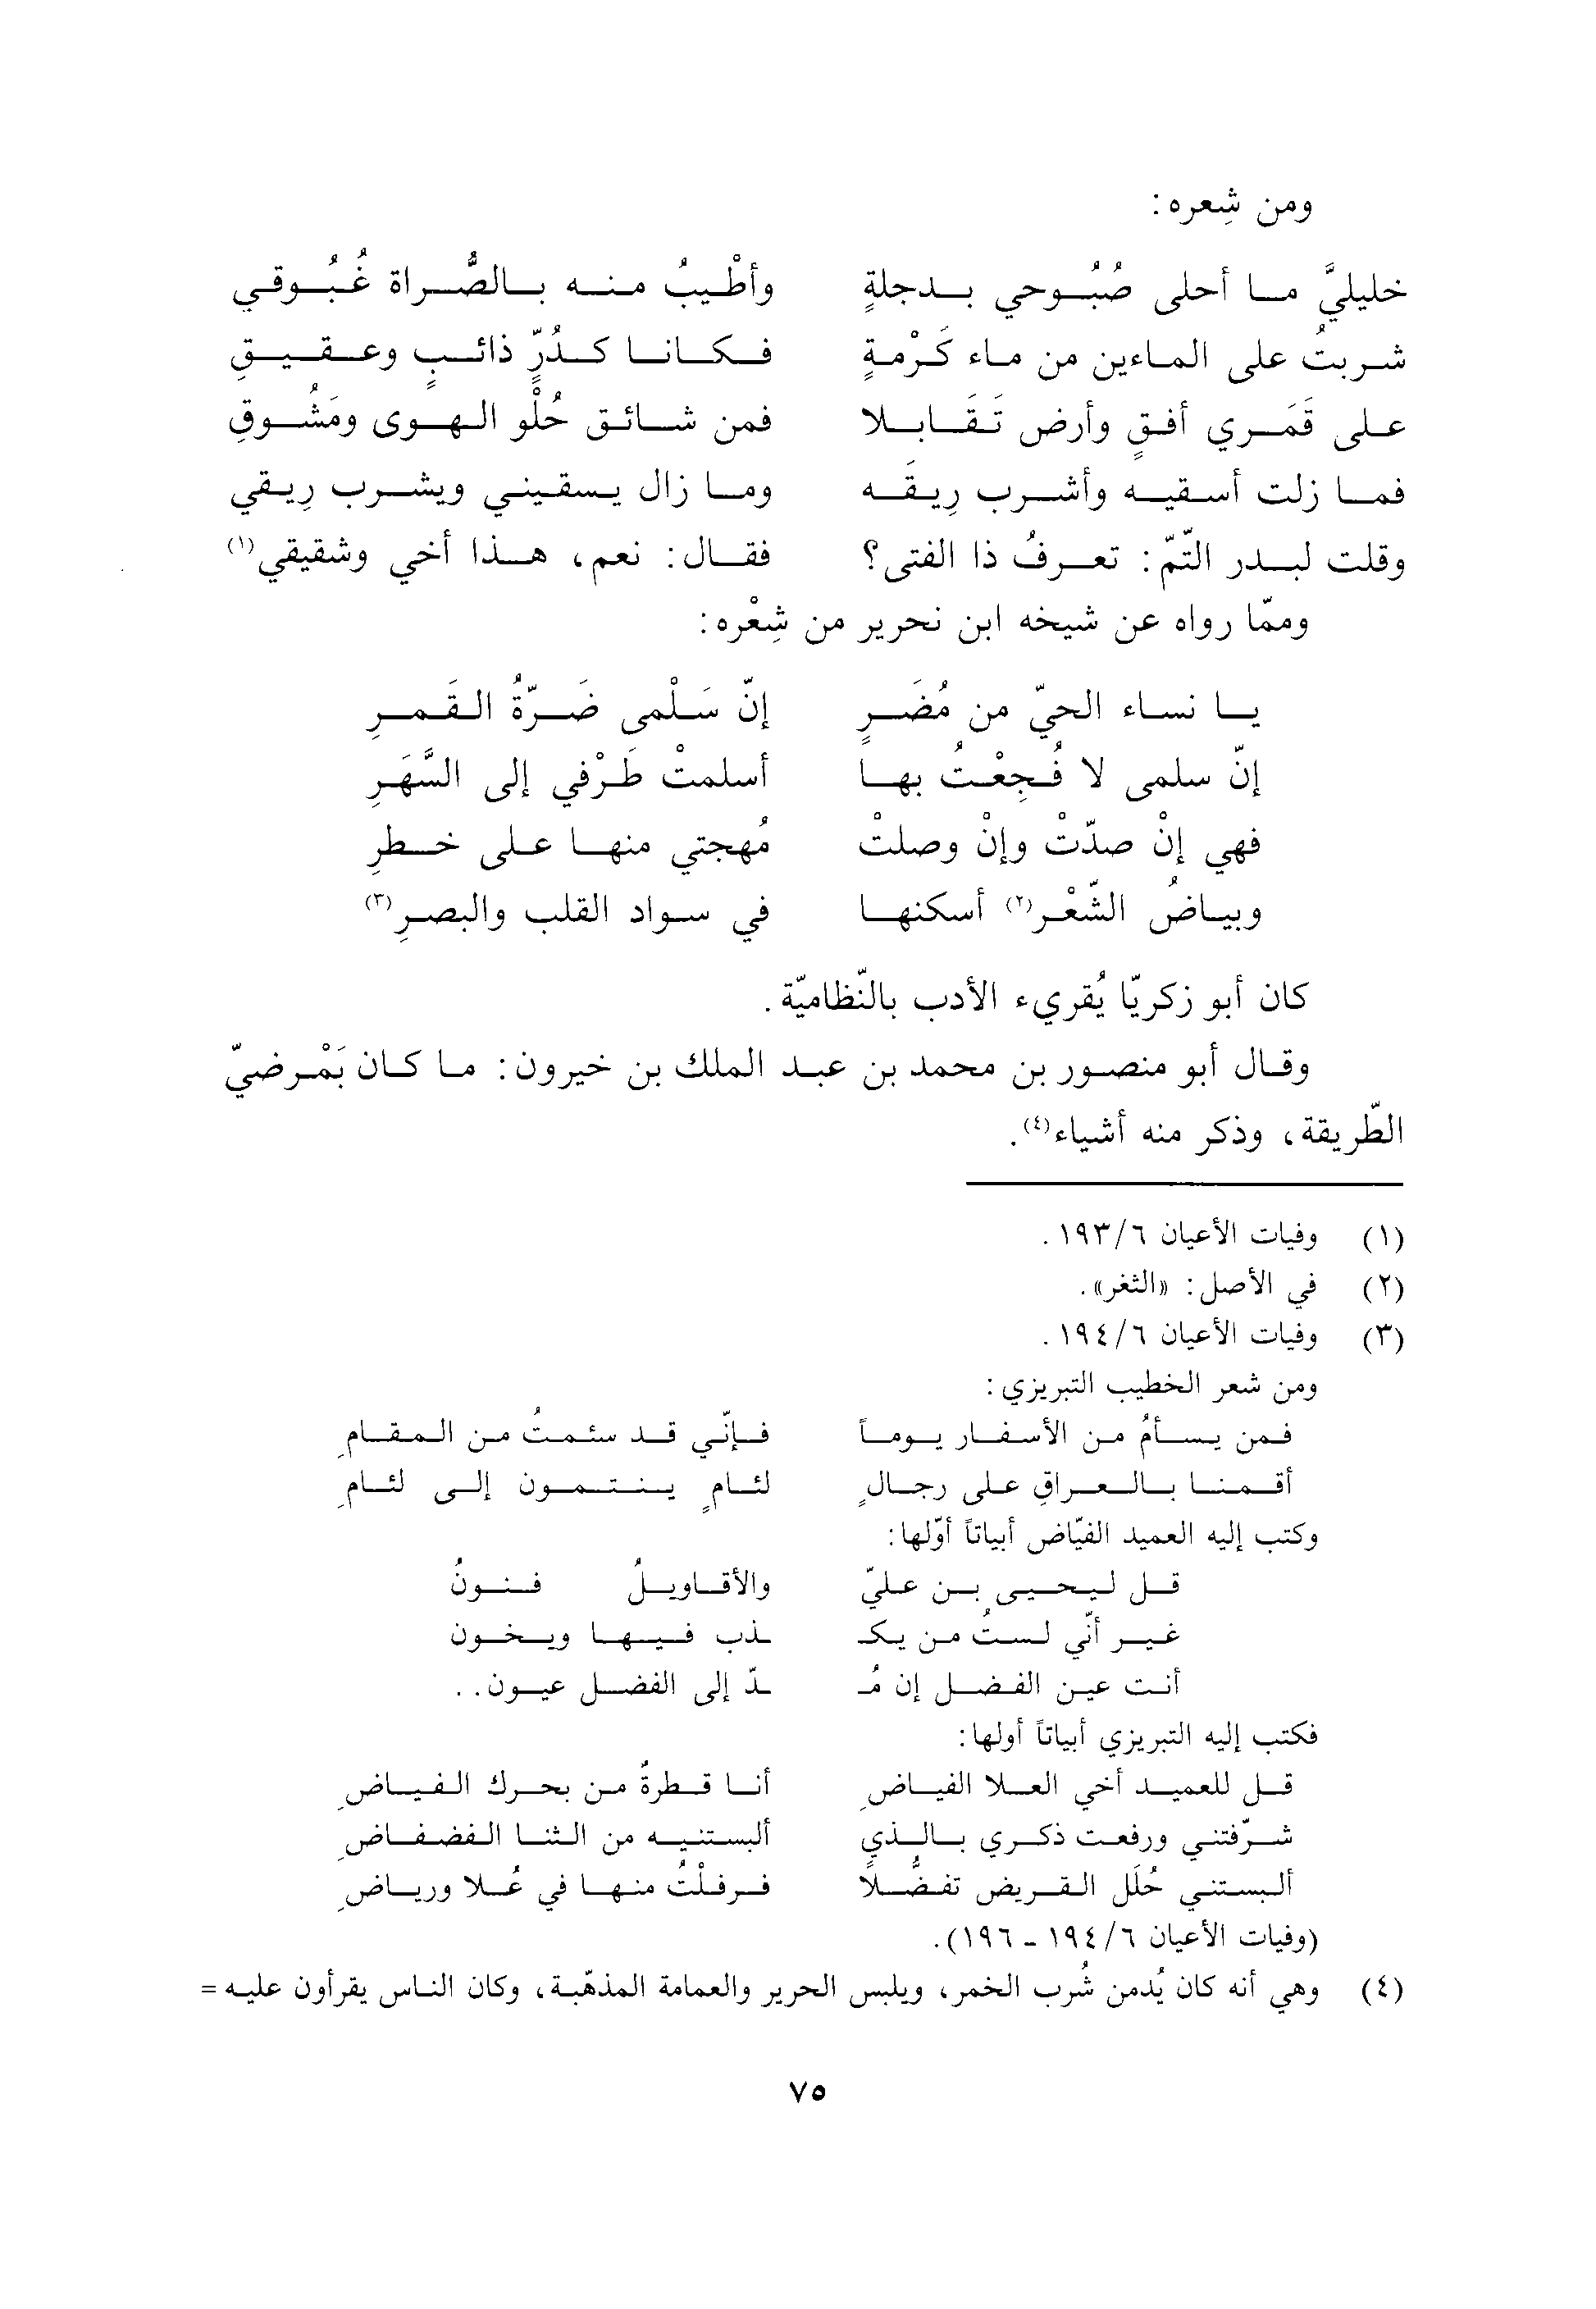 ومن شِعره:
خليليَّ ما أحلى صُبُوحي بدجلةٍ وأطْيبُ منه بالصُّراة غُبُوقي
شربتُ على الماءين من ماء كَرْمةٍ فكانا كدُرٍّ ذائبٍ وعقيقِ
على قَمَري أفقٍ وأرض تَقَابلا فمن شائق حُلْو الهوى ومَشُوقِ
فما زلت أسقيه وأشرب رِيقَه وما زال يسقيني ويشرب رِيقي
وقلت لبدر التّمّ: تعرفُ ذا الفتى؟ فقال: نعم، هذا أخي وشقيقي(١)
وممّا رواه عن شيخه ابن نحرير من شِعْره:
يا نساء الحيّ من مُضَرٍ إنّ سَلْمى ضَرّةُ القَمرِ
إنّ سلمى لا فُجِعْتُ بها أسلمتْ طَرْفي إلى السَّهَرِ
فهي إنْ صدّتْ وإنْ وصلتْ مُهجتي منها على خطرِ
وبياضُ الشّعْر(٢) أسكنها في سواد القلب والبصرِ(٣)
كان أبو زكريّا يُقريء الأدب بالنّظاميّة.
وقال أبو منصور بن محمد بن عبد الملك بن خيرون: ما كان بَمْرضيّ
الطّريقة، وذكر منه أشياء(٤).
(١) وفيات الأعيان ١٩٣/٦.
(٢) في الأصل: «الثغر».
(٣) وفيات الأعيان ١٩٤/٦.
ومن شعر الخطيب التبريزي:
فمن يسأمُ من الأسفار يوماً فإنّي قد سئمتُ من المقامِ
أقمنا بالعراقِ على رجالٍ لئامٍ ينتمون إلى لئامِ
وكتب إليه العميد الفيّاض أبياتاً أوّلها:
قل ليحيى بن عليّ والأقاويلُ فنونُ
غير أنّي لستُ من يكـ ـذب فيها ويخون
أنت عين الفضل إن مُـ ـدّ إلى الفضل عيون..
فكتب إليه التبريزي أبياتاً أولها:
قل للعميد أخي العلا الفياضِ أنا قطرةٌ من بحرك الفياضِ
شرّفتني ورفعت ذكري بالذي ألبستنيه من الثنا الفضفاضِ
ألبستني حُلَل القريض تفضُّلاً فرفلْتُ منها في عُلا ورياضِ
(وفيات الأعيان ١٩٤/٦ - ١٩٦).
(٤) وهي أنه كان يُدمن شُرب الخمر، ويلبس الحرير والعمامة المذهّبة، وكان الناس يقرأون عليه =
٧٥